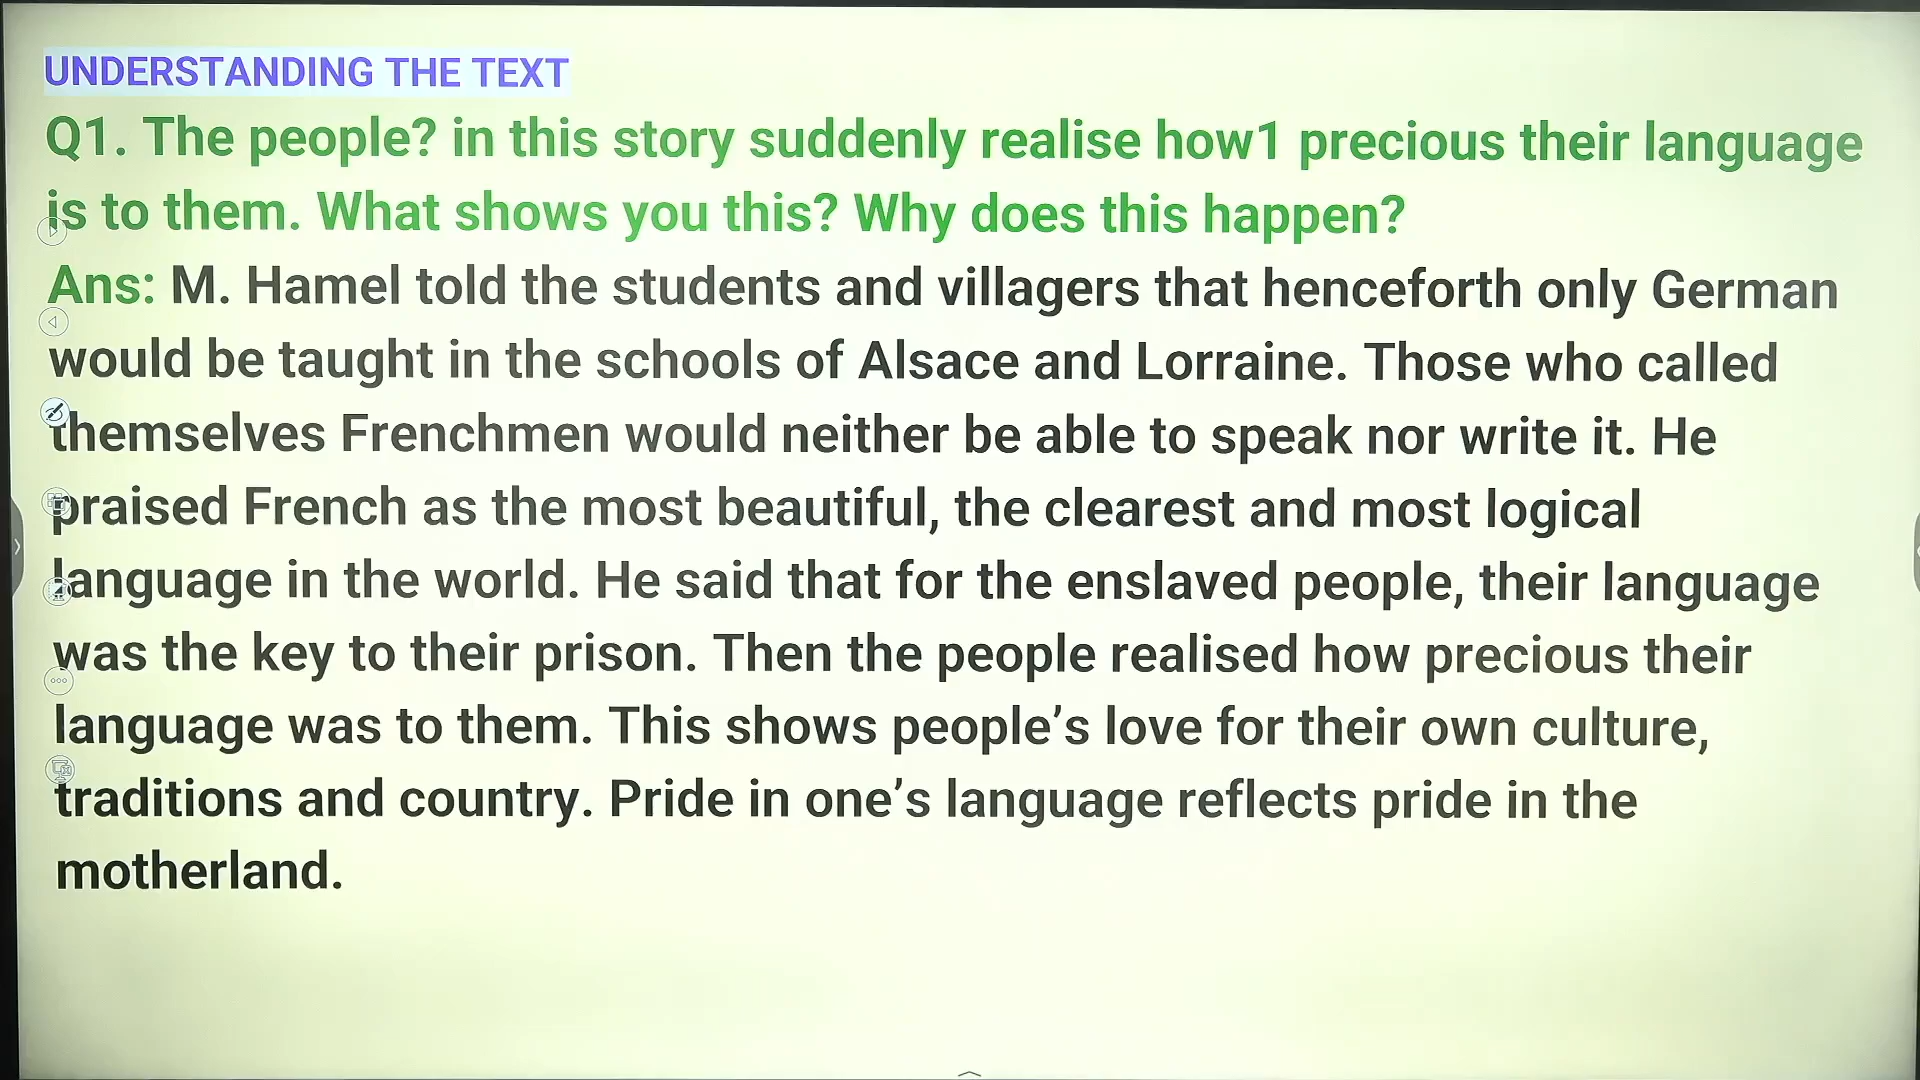 UNDERSTANDING THE TEXT
Q1. The people? in this story suddenly realise how1 precious their language
is to them. What shows you this? Why does this happen?
Ans: M. Hamel told the students and villagers that henceforth only German
would be taught in the schools of Alsace and Lorraine. Those who called
themselves Frenchmen would neither be able to speak nor write it. He
praised French as the most beautiful, the clearest and most logical
language in the world. He said that for the enslaved people, their language
was the key to their prison. Then the people realised how precious their
language was to them. This shows people’s love for their own culture,
traditions and country. Pride in one’s language reflects pride in the
motherland.